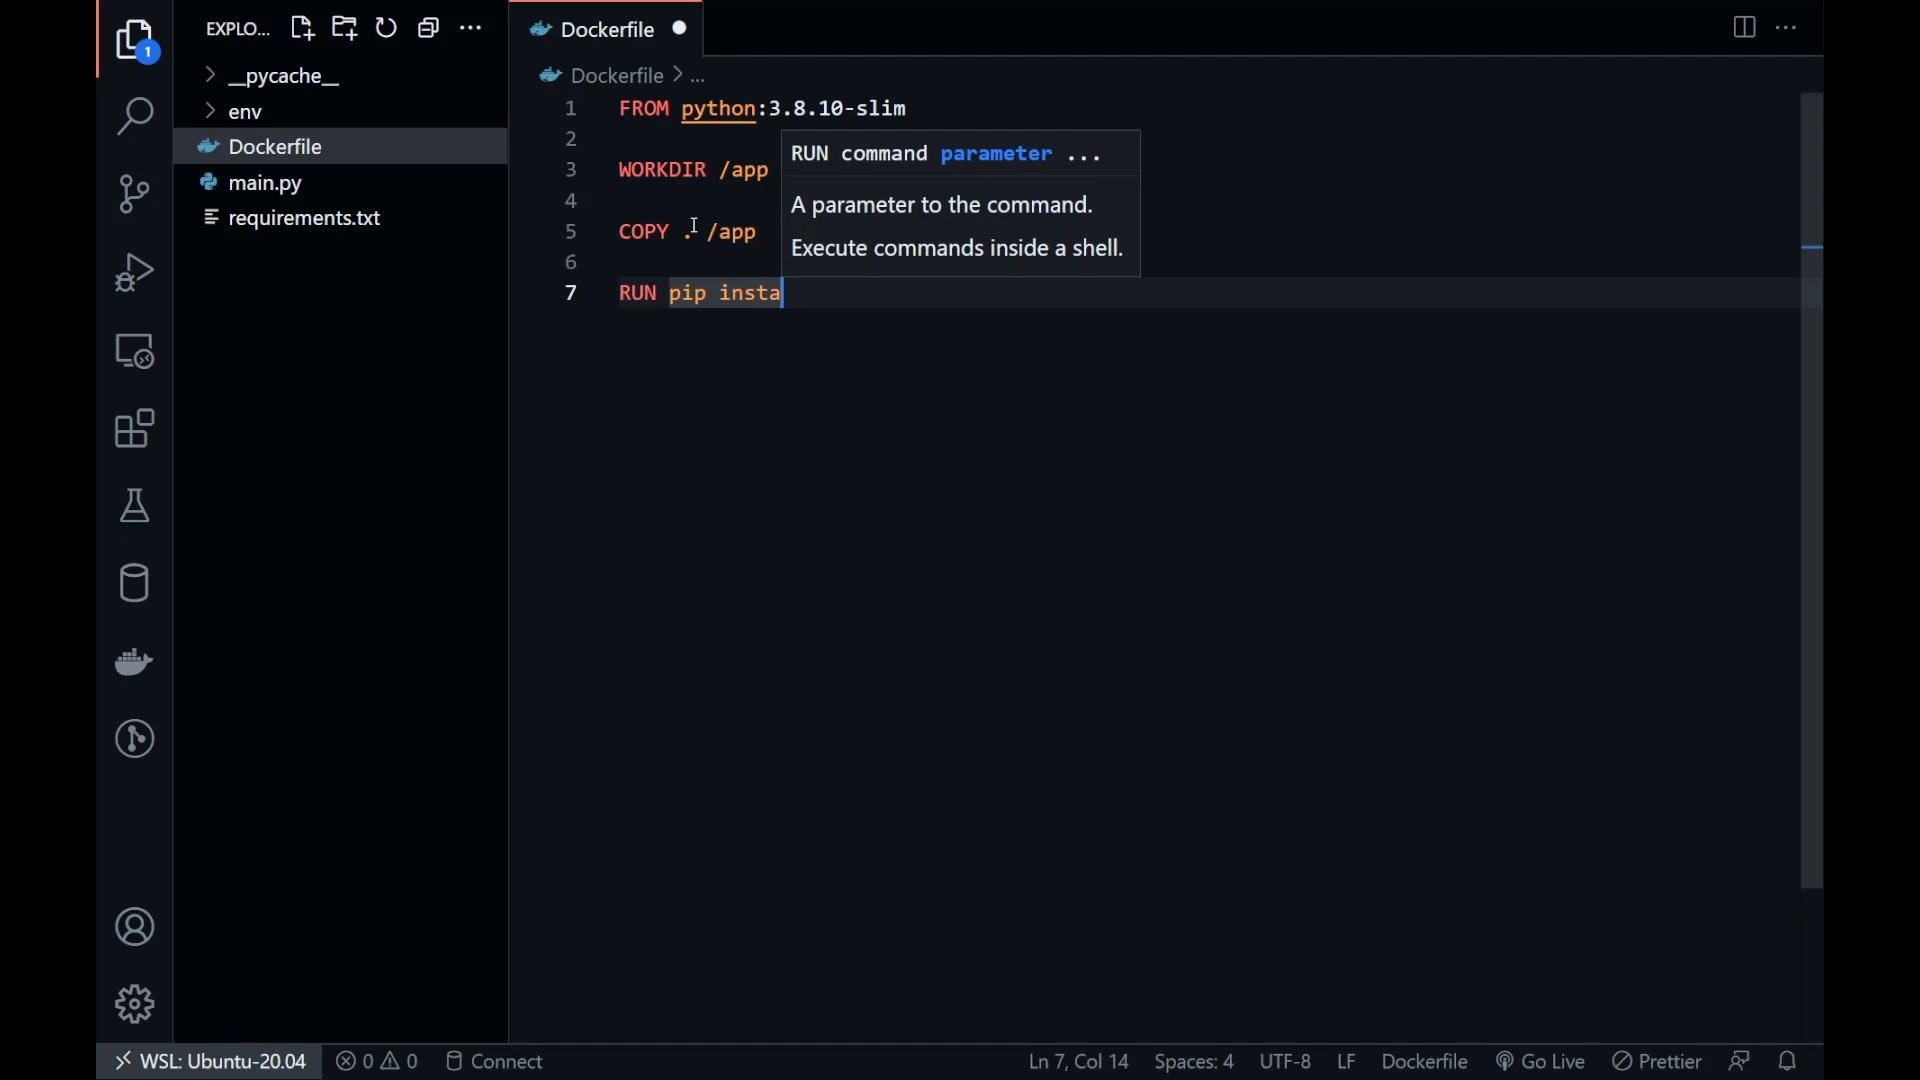 EXPLO...
__pycache__
env
Dockerfile
main.py
requirements.txt
1
Dockerfile
Dockerfile > ...
1 FROM python:3.8.10-slim
2
3 WORKDIR /app
4
5 COPY . /app
6
7 RUN pip insta
RUN command parameter ...
A parameter to the command.
Execute commands inside a shell.
WSL: Ubuntu-20.04 0 0 Connect Ln 7, Col 14 Spaces: 4 UTF-8 LF Dockerfile Go Live Prettier